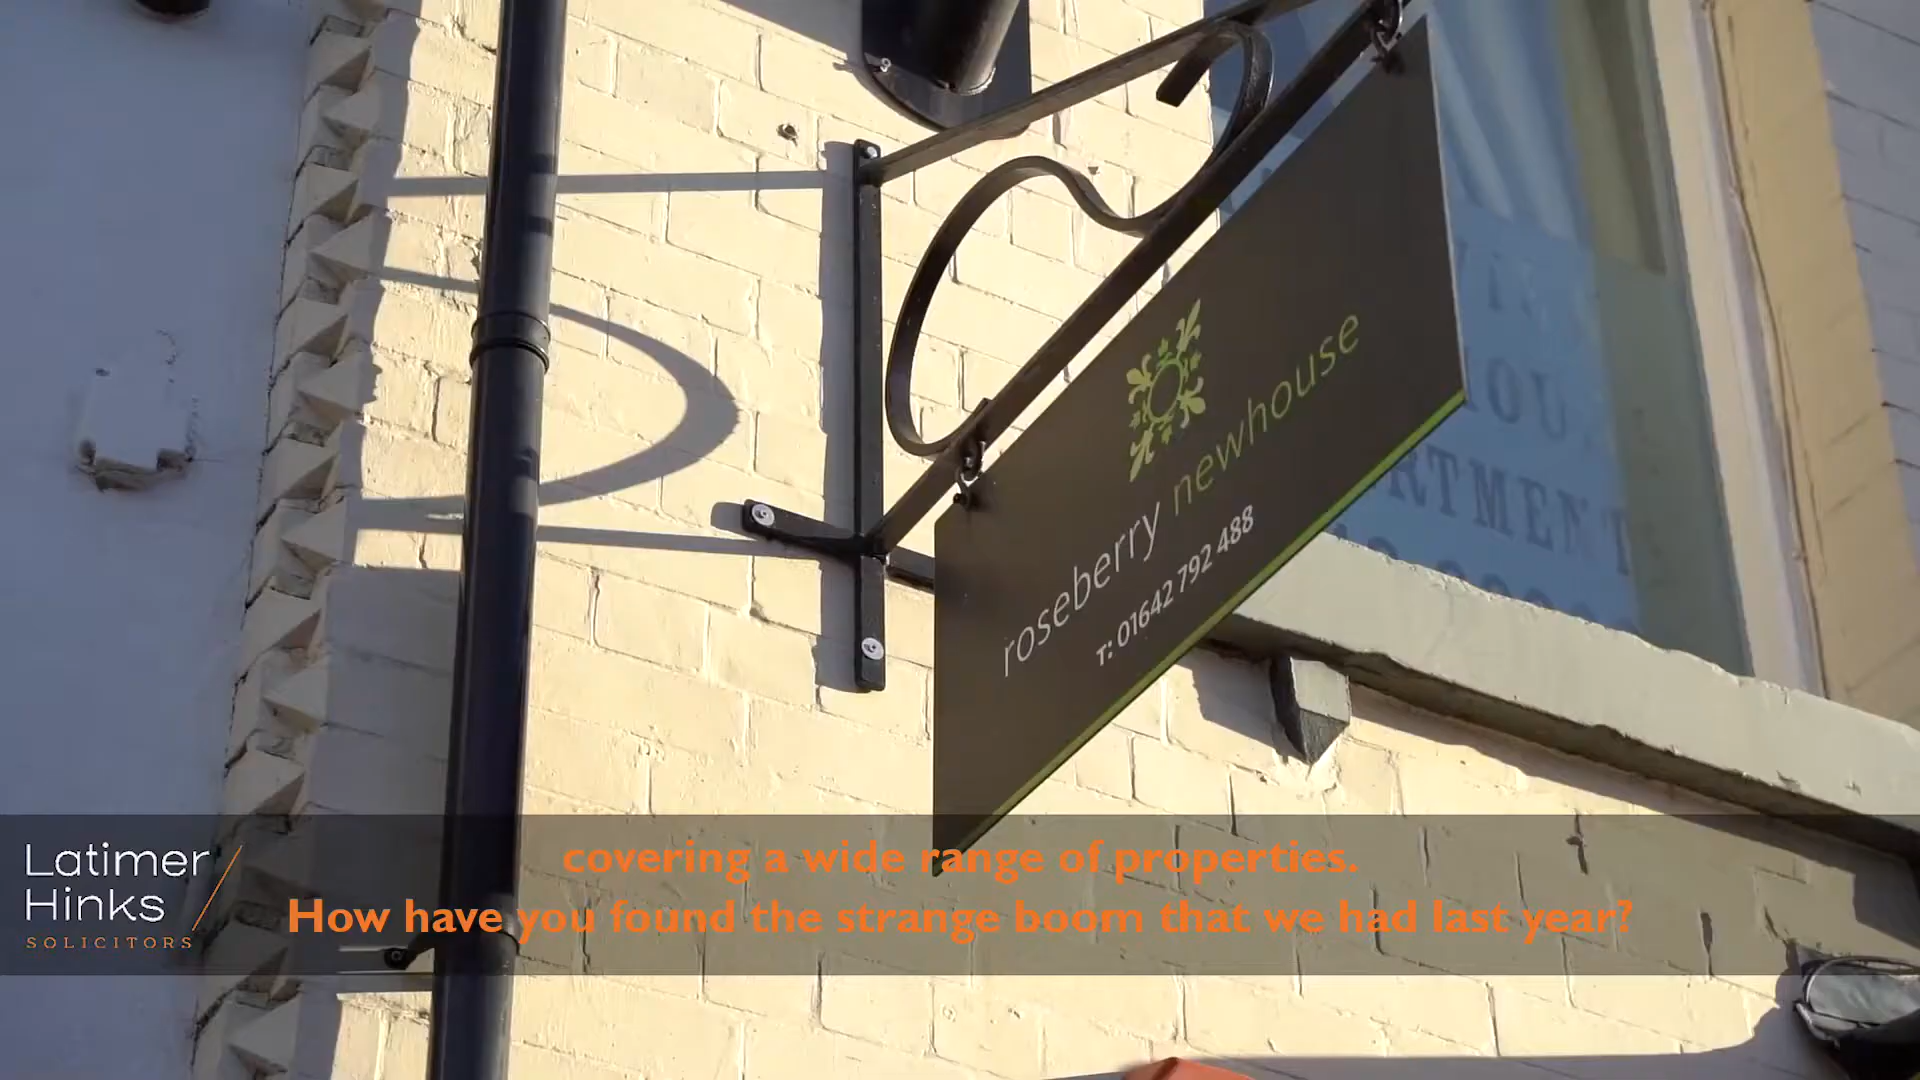 roseberry newhouse
T: 01642 792 488
Latimer
Hinks
SOLICITORS
covering a wide range of properties.
How have you found the strange boom that we had last year?